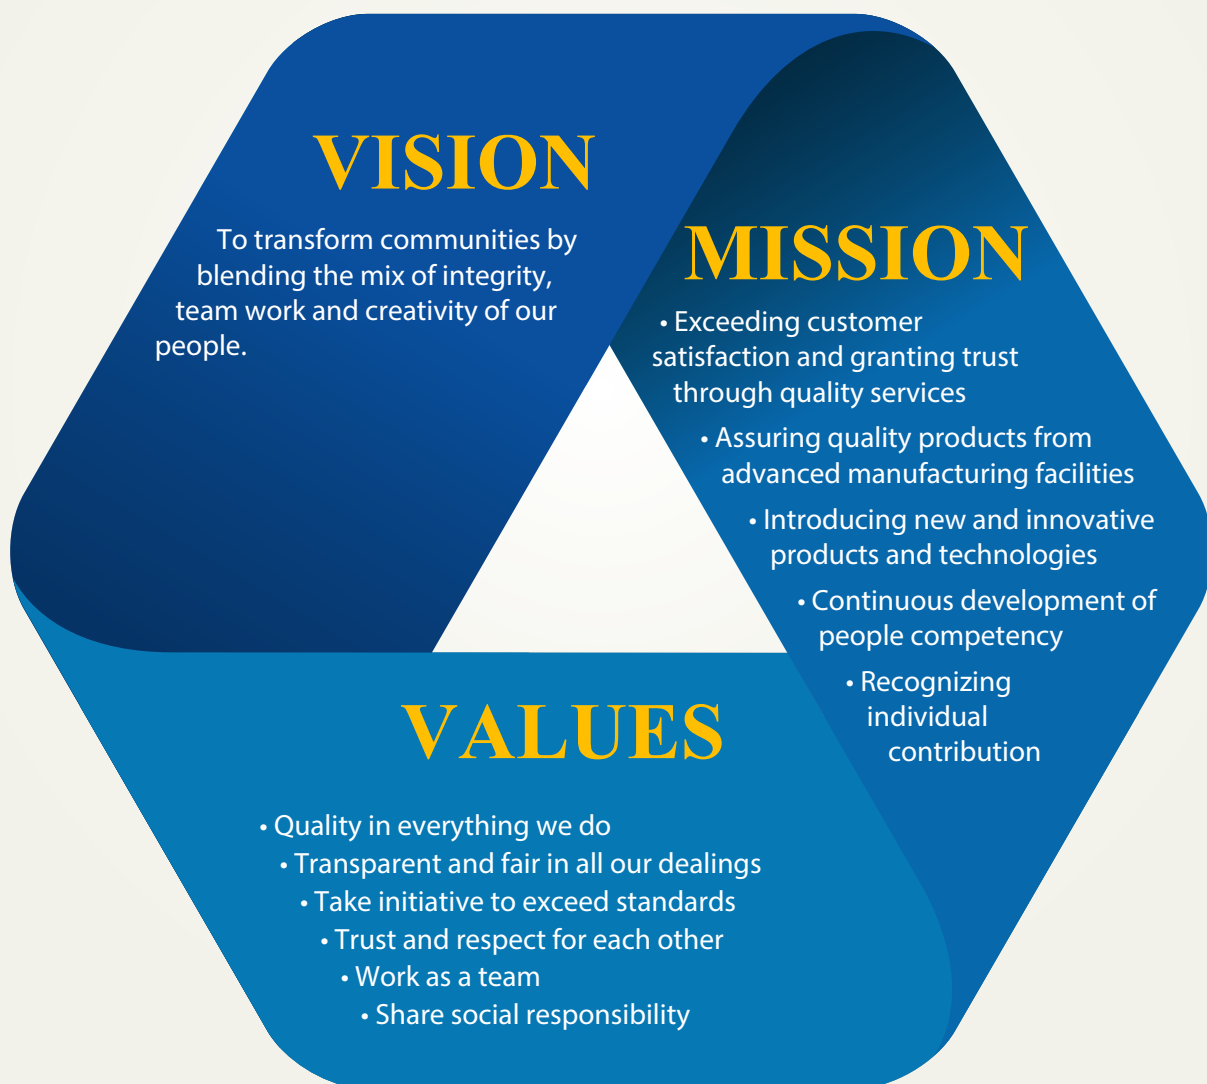 VISION
To transform communities by
blending the mix of integrity,
team work and creativity of our
people.
MISSION
• Exceeding customer
satisfaction and granting trust
through quality services
• Assuring quality products from
advanced manufacturing facilities
• Introducing new and innovative
products and technologies
• Continuous development of
people competency
• Recognizing
individual
contribution
VALUES
• Quality in everything we do
• Transparent and fair in all our dealings
• Take initiative to exceed standards
• Trust and respect for each other
• Work as a team
• Share social responsibility